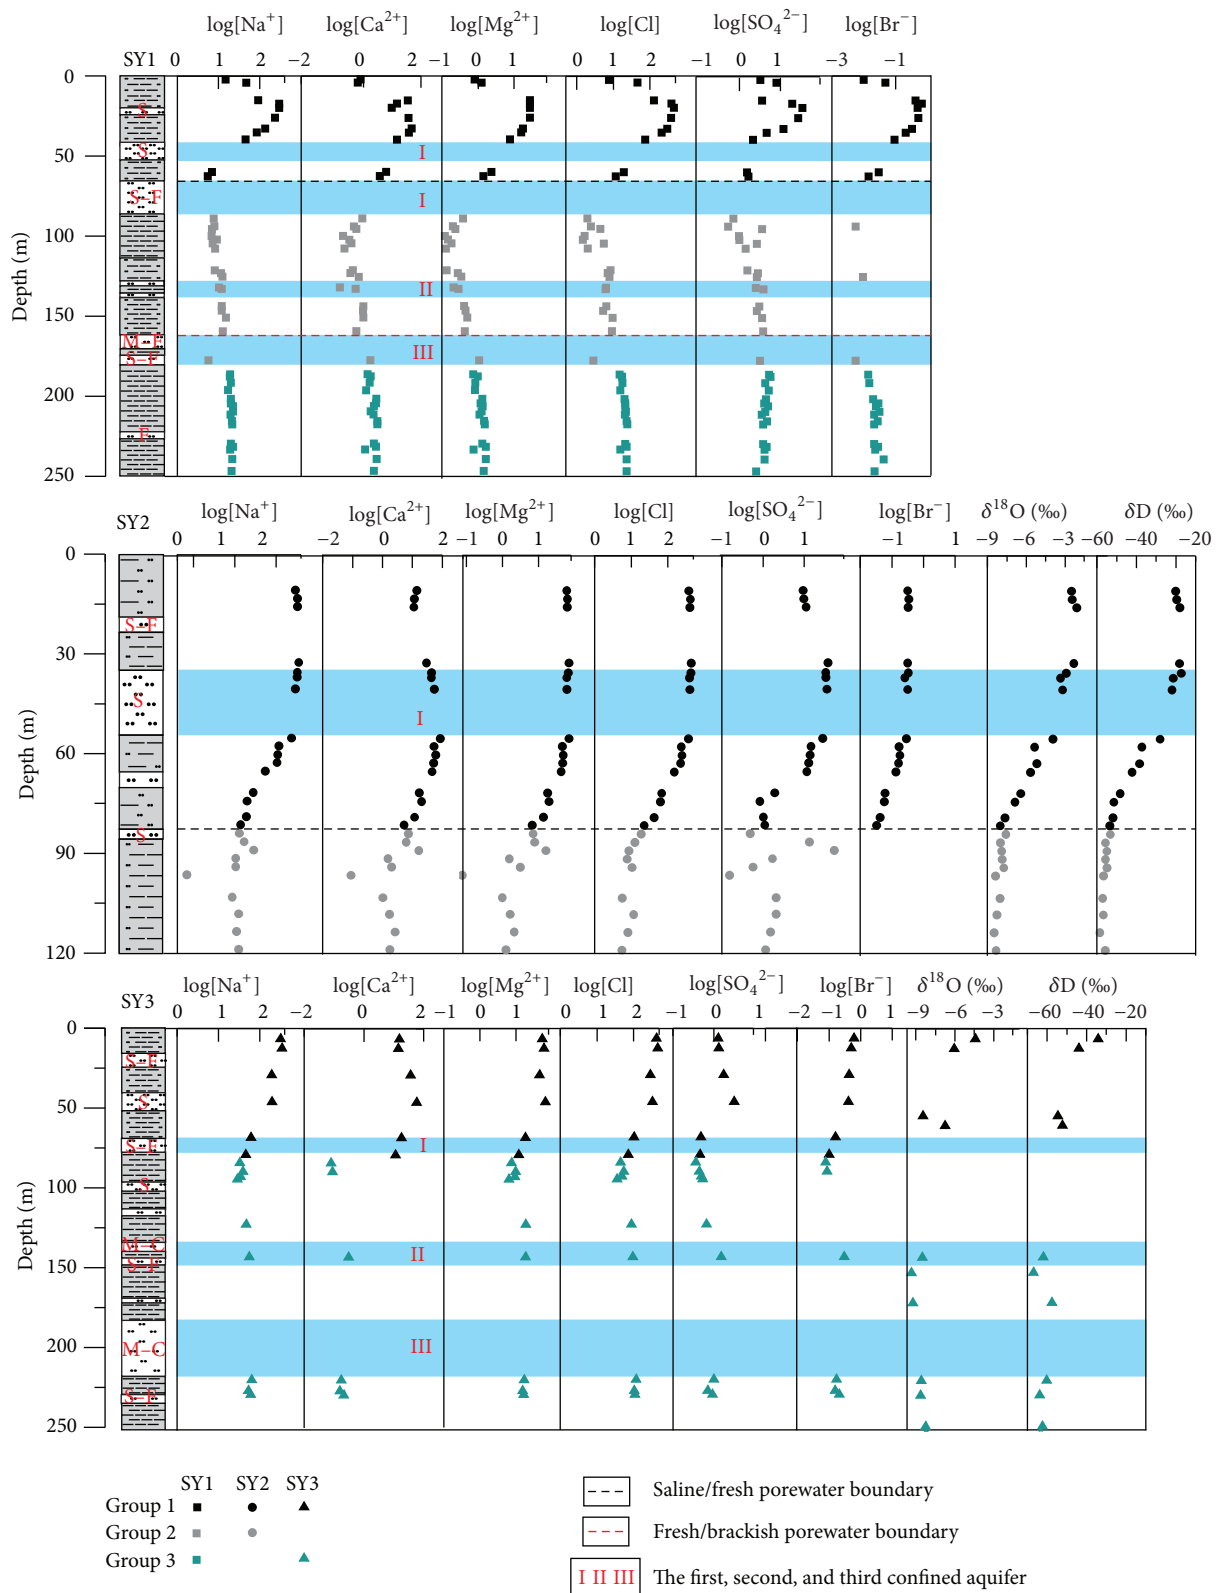 log[Na⁺] log[Ca²⁺] log[Mg²⁺] log[Cl] log[SO₄²⁻] log[Br⁻]
SY1 0 1 2 0 2 0 1 0 1 2 −1 0 1 −3 −1
0
50
100
150
200
250
Depth (m)
S
S
S–F
M–F
S–F
F
I
I
II
III
log[Na⁺] log[Ca²⁺] log[Mg²⁺] log[Cl] log[SO₄²⁻] log[Br⁻] δ¹⁸O (‰) δD (‰)
SY2 0 1 2 −2 0 2 −1 0 1 0 1 2 −1 0 1 −1 1 −9 −6 −3 −60 −40 −20
0
30
60
90
120
Depth (m)
S–F
S
S
I
log[Na⁺] log[Ca²⁺] log[Mg²⁺] log[Cl] log[SO₄²⁻] log[Br⁻] δ¹⁸O (‰) δD (‰)
SY3 0 1 2 −2 0 2 −1 0 1 0 1 2 −1 0 1 −2 −1 0 1 −9 −6 −3 −60 −40 −20
0
50
100
150
200
250
Depth (m)
S–F
S
S–F
S
M–C
S–F
M–C
S–F
I
II
III
SY1 SY2 SY3
Group 1
Group 2
Group 3
Saline/fresh porewater boundary
Fresh/brackish porewater boundary
I II III The first, second, and third confined aquifer